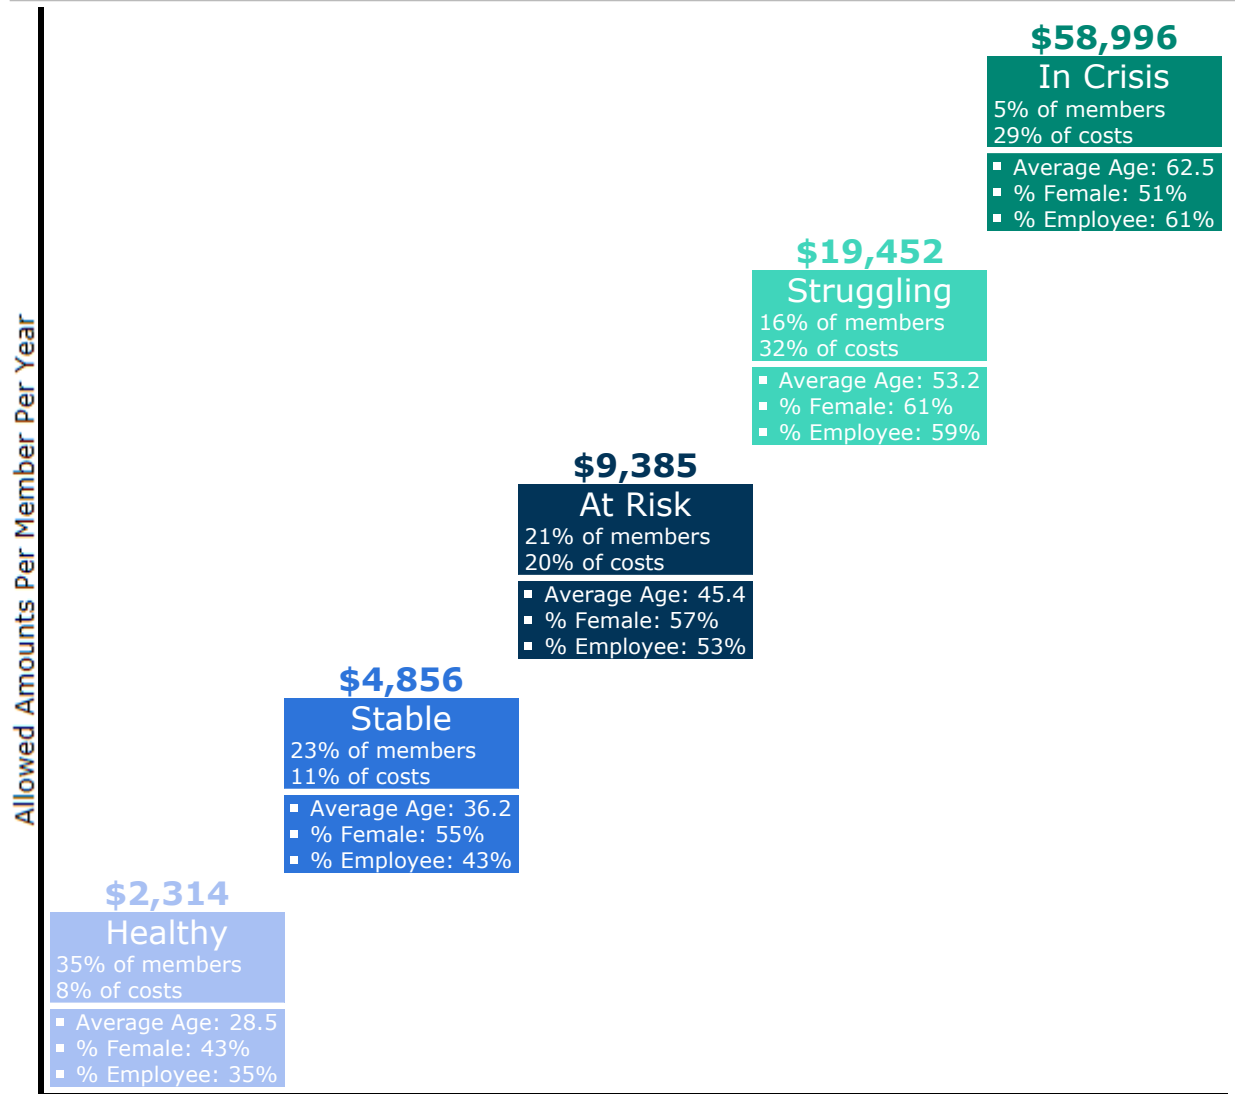 $58,996
In Crisis
5% of members
29% of costs
▪ Average Age: 62.5
▪ % Female: 51%
▪ % Employee: 61%
$19,452
Struggling
16% of members
32% of costs
▪ Average Age: 53.2
▪ % Female: 61%
▪ % Employee: 59%
$9,385
At Risk
21% of members
20% of costs
▪ Average Age: 45.4
▪ % Female: 57%
▪ % Employee: 53%
$4,856
Stable
23% of members
11% of costs
▪ Average Age: 36.2
▪ % Female: 55%
▪ % Employee: 43%
$2,314
Healthy
35% of members
8% of costs
▪ Average Age: 28.5
▪ % Female: 43%
▪ % Employee: 35%
Allowed Amounts Per Member Per Year